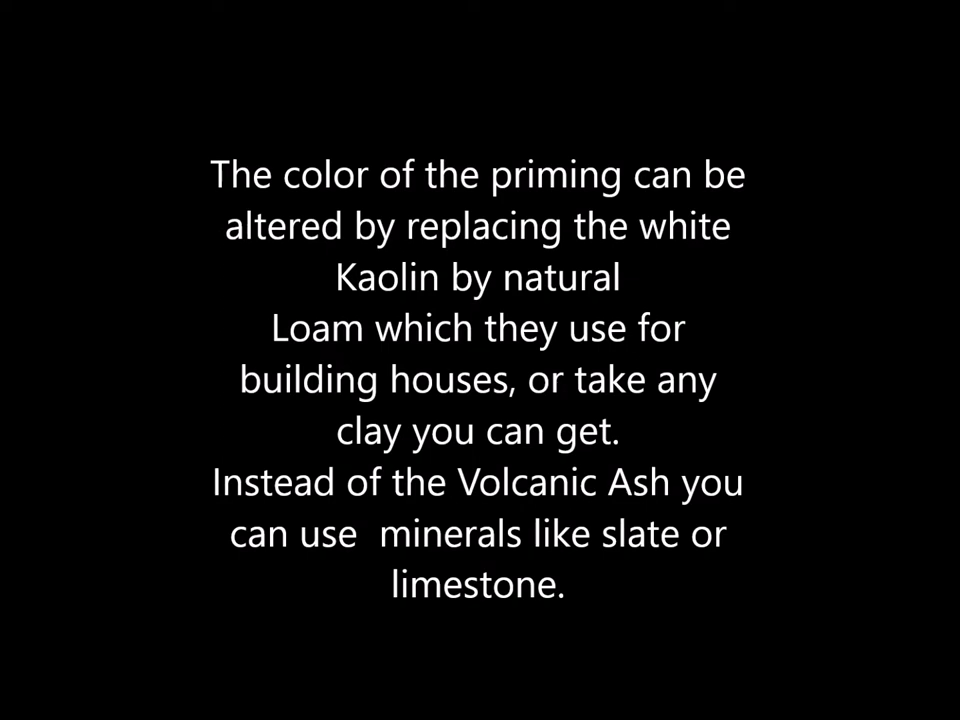 The color of the priming can be
altered by replacing the white
Kaolin by natural
Loam which they use for
building houses, or take any
clay you can get.
Instead of the Volcanic Ash you
can use  minerals like slate or
limestone.